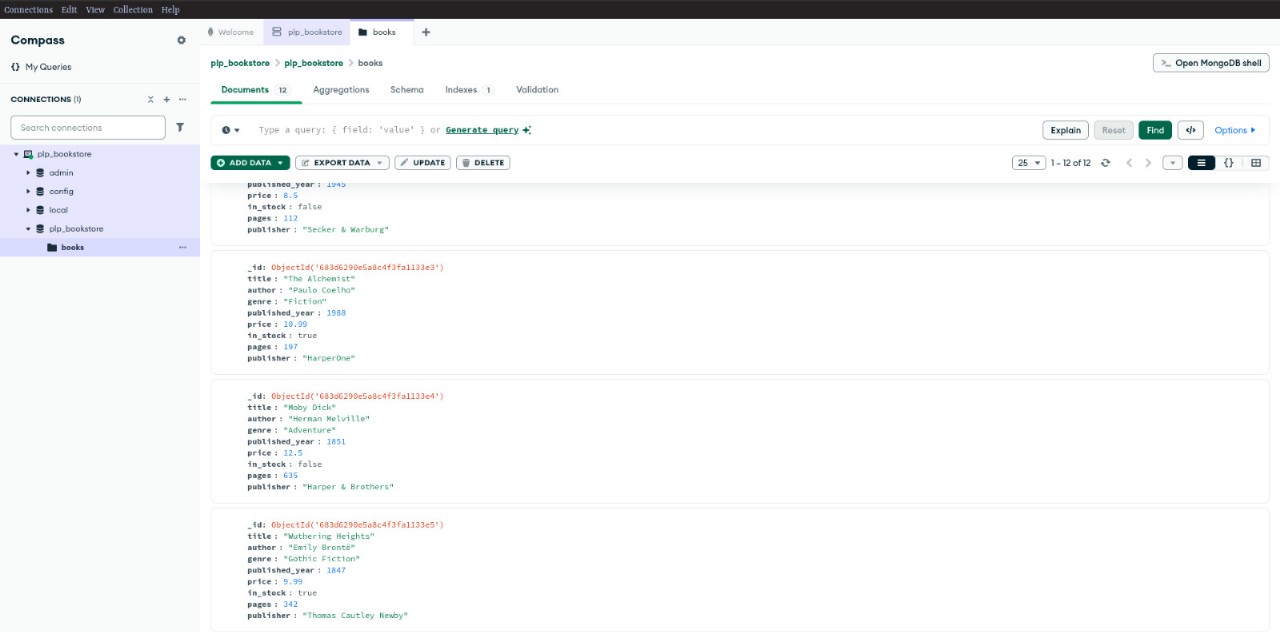 Connections Edit View Collection Help
Compass
My Queries
CONNECTIONS (1)
Search connections
plp_bookstore
admin
config
local
plp_bookstore
books
Welcome plp_bookstore books
plp_bookstore > plp_bookstore > books
>_ Open MongoDB shell
Documents 12 Aggregations Schema Indexes 1 Validation
Type a query: { field: 'value' } or Generate query
Explain Reset Find </> Options
ADD DATA EXPORT DATA UPDATE DELETE
25 1 – 12 of 12 {}
published_year : 1945
price : 8.5
in_stock : false
pages : 112
publisher : "Secker & Warburg"
_id: ObjectId('683d6290e5a8c4f3fa1133e3')
title : "The Alchemist"
author : "Paulo Coelho"
genre : "Fiction"
published_year : 1988
price : 10.99
in_stock : true
pages : 197
publisher : "HarperOne"
_id: ObjectId('683d6290e5a8c4f3fa1133e4')
title : "Moby Dick"
author : "Herman Melville"
genre : "Adventure"
published_year : 1851
price : 12.5
in_stock : false
pages : 635
publisher : "Harper & Brothers"
_id: ObjectId('683d6290e5a8c4f3fa1133e5')
title : "Wuthering Heights"
author : "Emily Brontë"
genre : "Gothic Fiction"
published_year : 1847
price : 9.99
in_stock : true
pages : 342
publisher : "Thomas Cautley Newby"